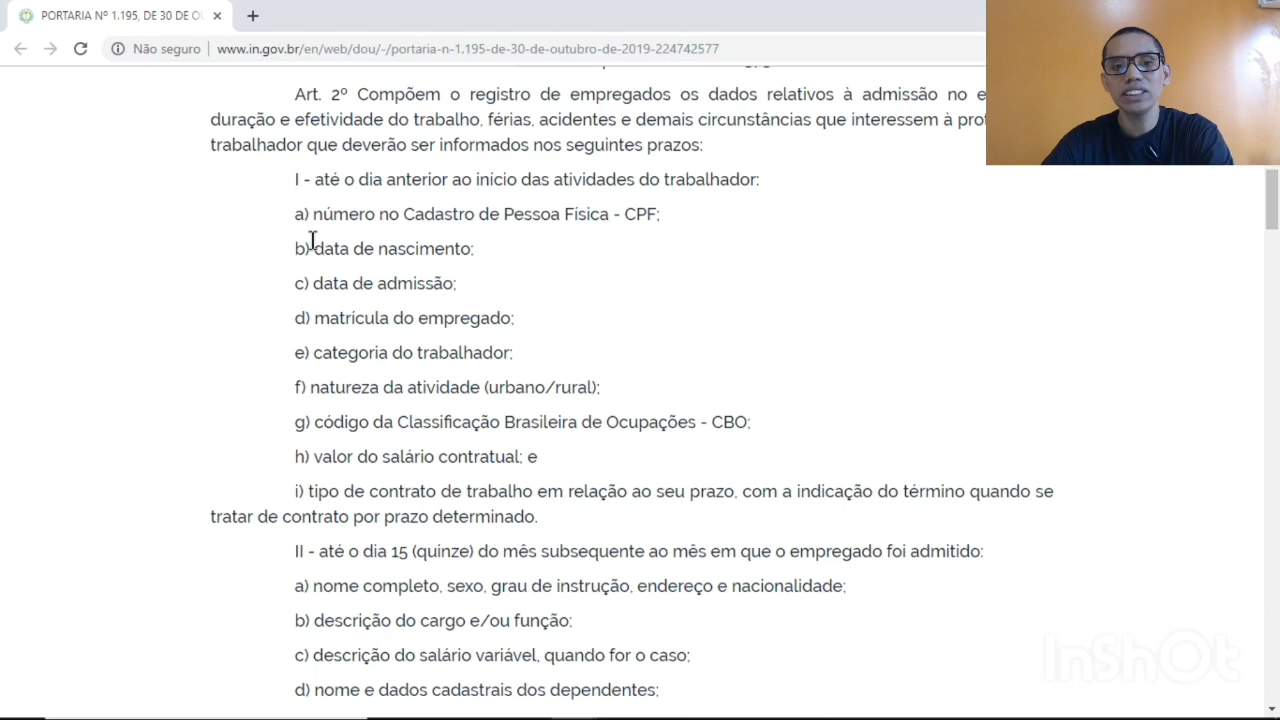 PORTARIA Nº 1.195, DE 30 DE OU
Não seguro
www.in.gov.br/en/web/dou/-/portaria-n-1.195-de-30-de-outubro-de-2019-224742577
Art. 2º Compõem o registro de empregados os dados relativos à admissão no e
duração e efetividade do trabalho, férias, acidentes e demais circunstâncias que interessem à prot
trabalhador que deverão ser informados nos seguintes prazos:
I - até o dia anterior ao início das atividades do trabalhador:
a) número no Cadastro de Pessoa Física - CPF;
b) data de nascimento;
c) data de admissão;
d) matrícula do empregado;
e) categoria do trabalhador;
f) natureza da atividade (urbano/rural);
g) código da Classificação Brasileira de Ocupações - CBO;
h) valor do salário contratual; e
i) tipo de contrato de trabalho em relação ao seu prazo, com a indicação do término quando se
tratar de contrato por prazo determinado.
II - até o dia 15 (quinze) do mês subsequente ao mês em que o empregado foi admitido:
a) nome completo, sexo, grau de instrução, endereço e nacionalidade;
b) descrição do cargo e/ou função;
c) descrição do salário variável, quando for o caso;
InShOt
d) nome e dados cadastrais dos dependentes;